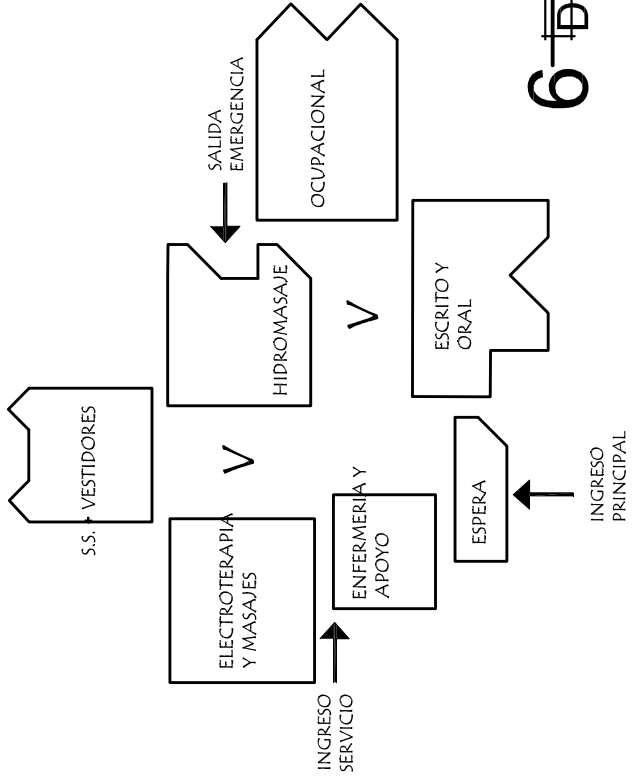 S.S. + VESTIDORES
ELECTROTERAPIA
Y MASAJES
V
SALIDA
EMERGENCIA
HIDROMASAJE
OCUPACIONAL
INGRESO
SERVICIO
ENFERMERIA Y
APOYO
V
ESCRITO Y
ORAL
ESPERA
INGRESO
PRINCIPAL
6
D